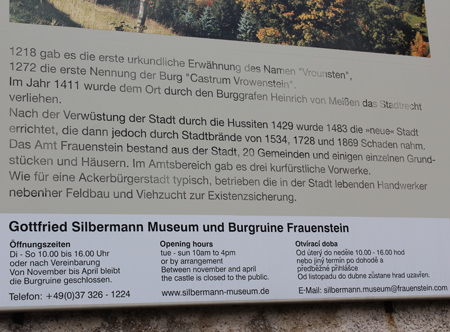 1218 gab es die erste urkundliche Erwähnung des Namen "Vrounsten",
1272 die erste Nennung der Burg "Castrum Vrowenstein".
Im Jahr 1411 wurde dem Ort durch den Burggrafen Heinrich von Meißen das Stadtrecht
verliehen.
Nach der Verwüstung der Stadt durch die Hussiten 1429 wurde 1483 die »neue« Stadt
errichtet, die dann jedoch durch Stadtbrände von 1534, 1728 und 1869 Schaden nahm.
Das Amt Frauenstein bestand aus der Stadt, 20 Gemeinden und einigen einzelnen Grund-
stücken und Häusern. Im Amtsbereich gab es drei kurfürstliche Vorwerke.
Wie für eine Ackerbürgerstadt typisch, betrieben die in der Stadt lebenden Handwerker
nebenher Feldbau und Viehzucht zur Existenzsicherung.
Gottfried Silbermann Museum und Burgruine Frauenstein
Öffnungszeiten
Di - So 10.00 bis 16.00 Uhr
oder nach Vereinbarung
Von November bis April bleibt
die Burgruine geschlossen.
Telefon: +49(0)37 326 - 1224
Opening hours
tue - sun 10am to 4pm
or by arrangement
Between november and april
the castle is closed to the public.
www.silbermann-museum.de
Otvírací doba
Od úterý do neděle 10.00 - 16.00 hod
nebo jiný termín po dohodě a
předběžné přihlášce
Od listopadu do dubna zůstane hrad uzavřen.
E-Mail: silbermann.museum@frauenstein.com